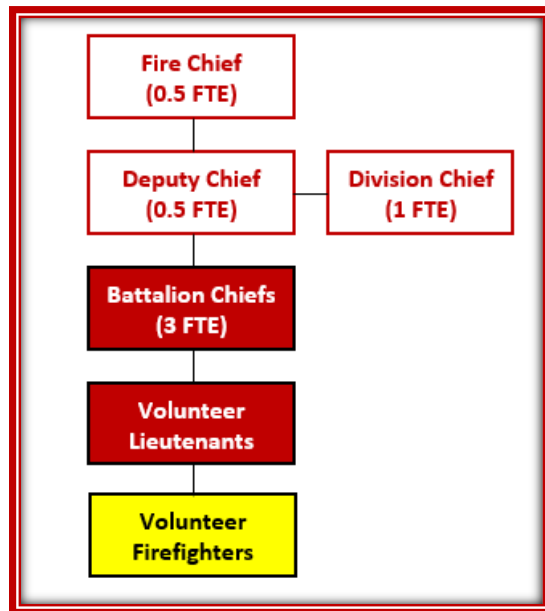 Fire Chief
(0.5 FTE)
Deputy Chief
(0.5 FTE)
Division Chief
(1 FTE)
Battalion Chiefs
(3 FTE)
Volunteer
Lieutenants
Volunteer
Firefighters